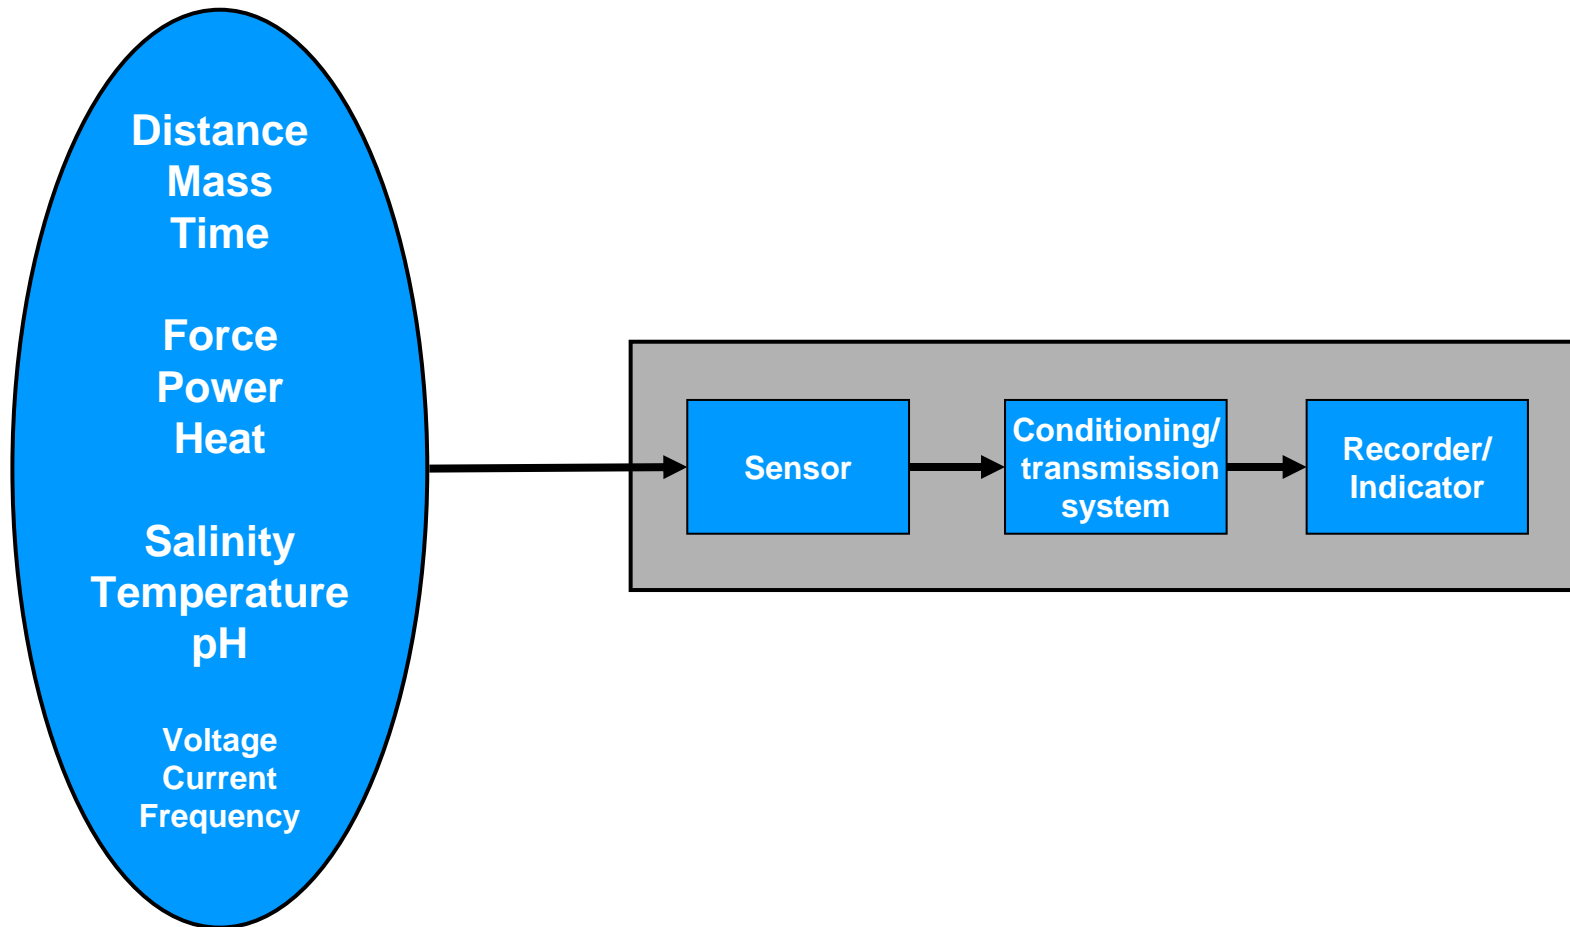 Distance
Mass
Time
Force
Power
Heat
Salinity
Temperature
pH
Voltage
Current
Frequency
Sensor
Conditioning/
transmission
system
Recorder/
Indicator